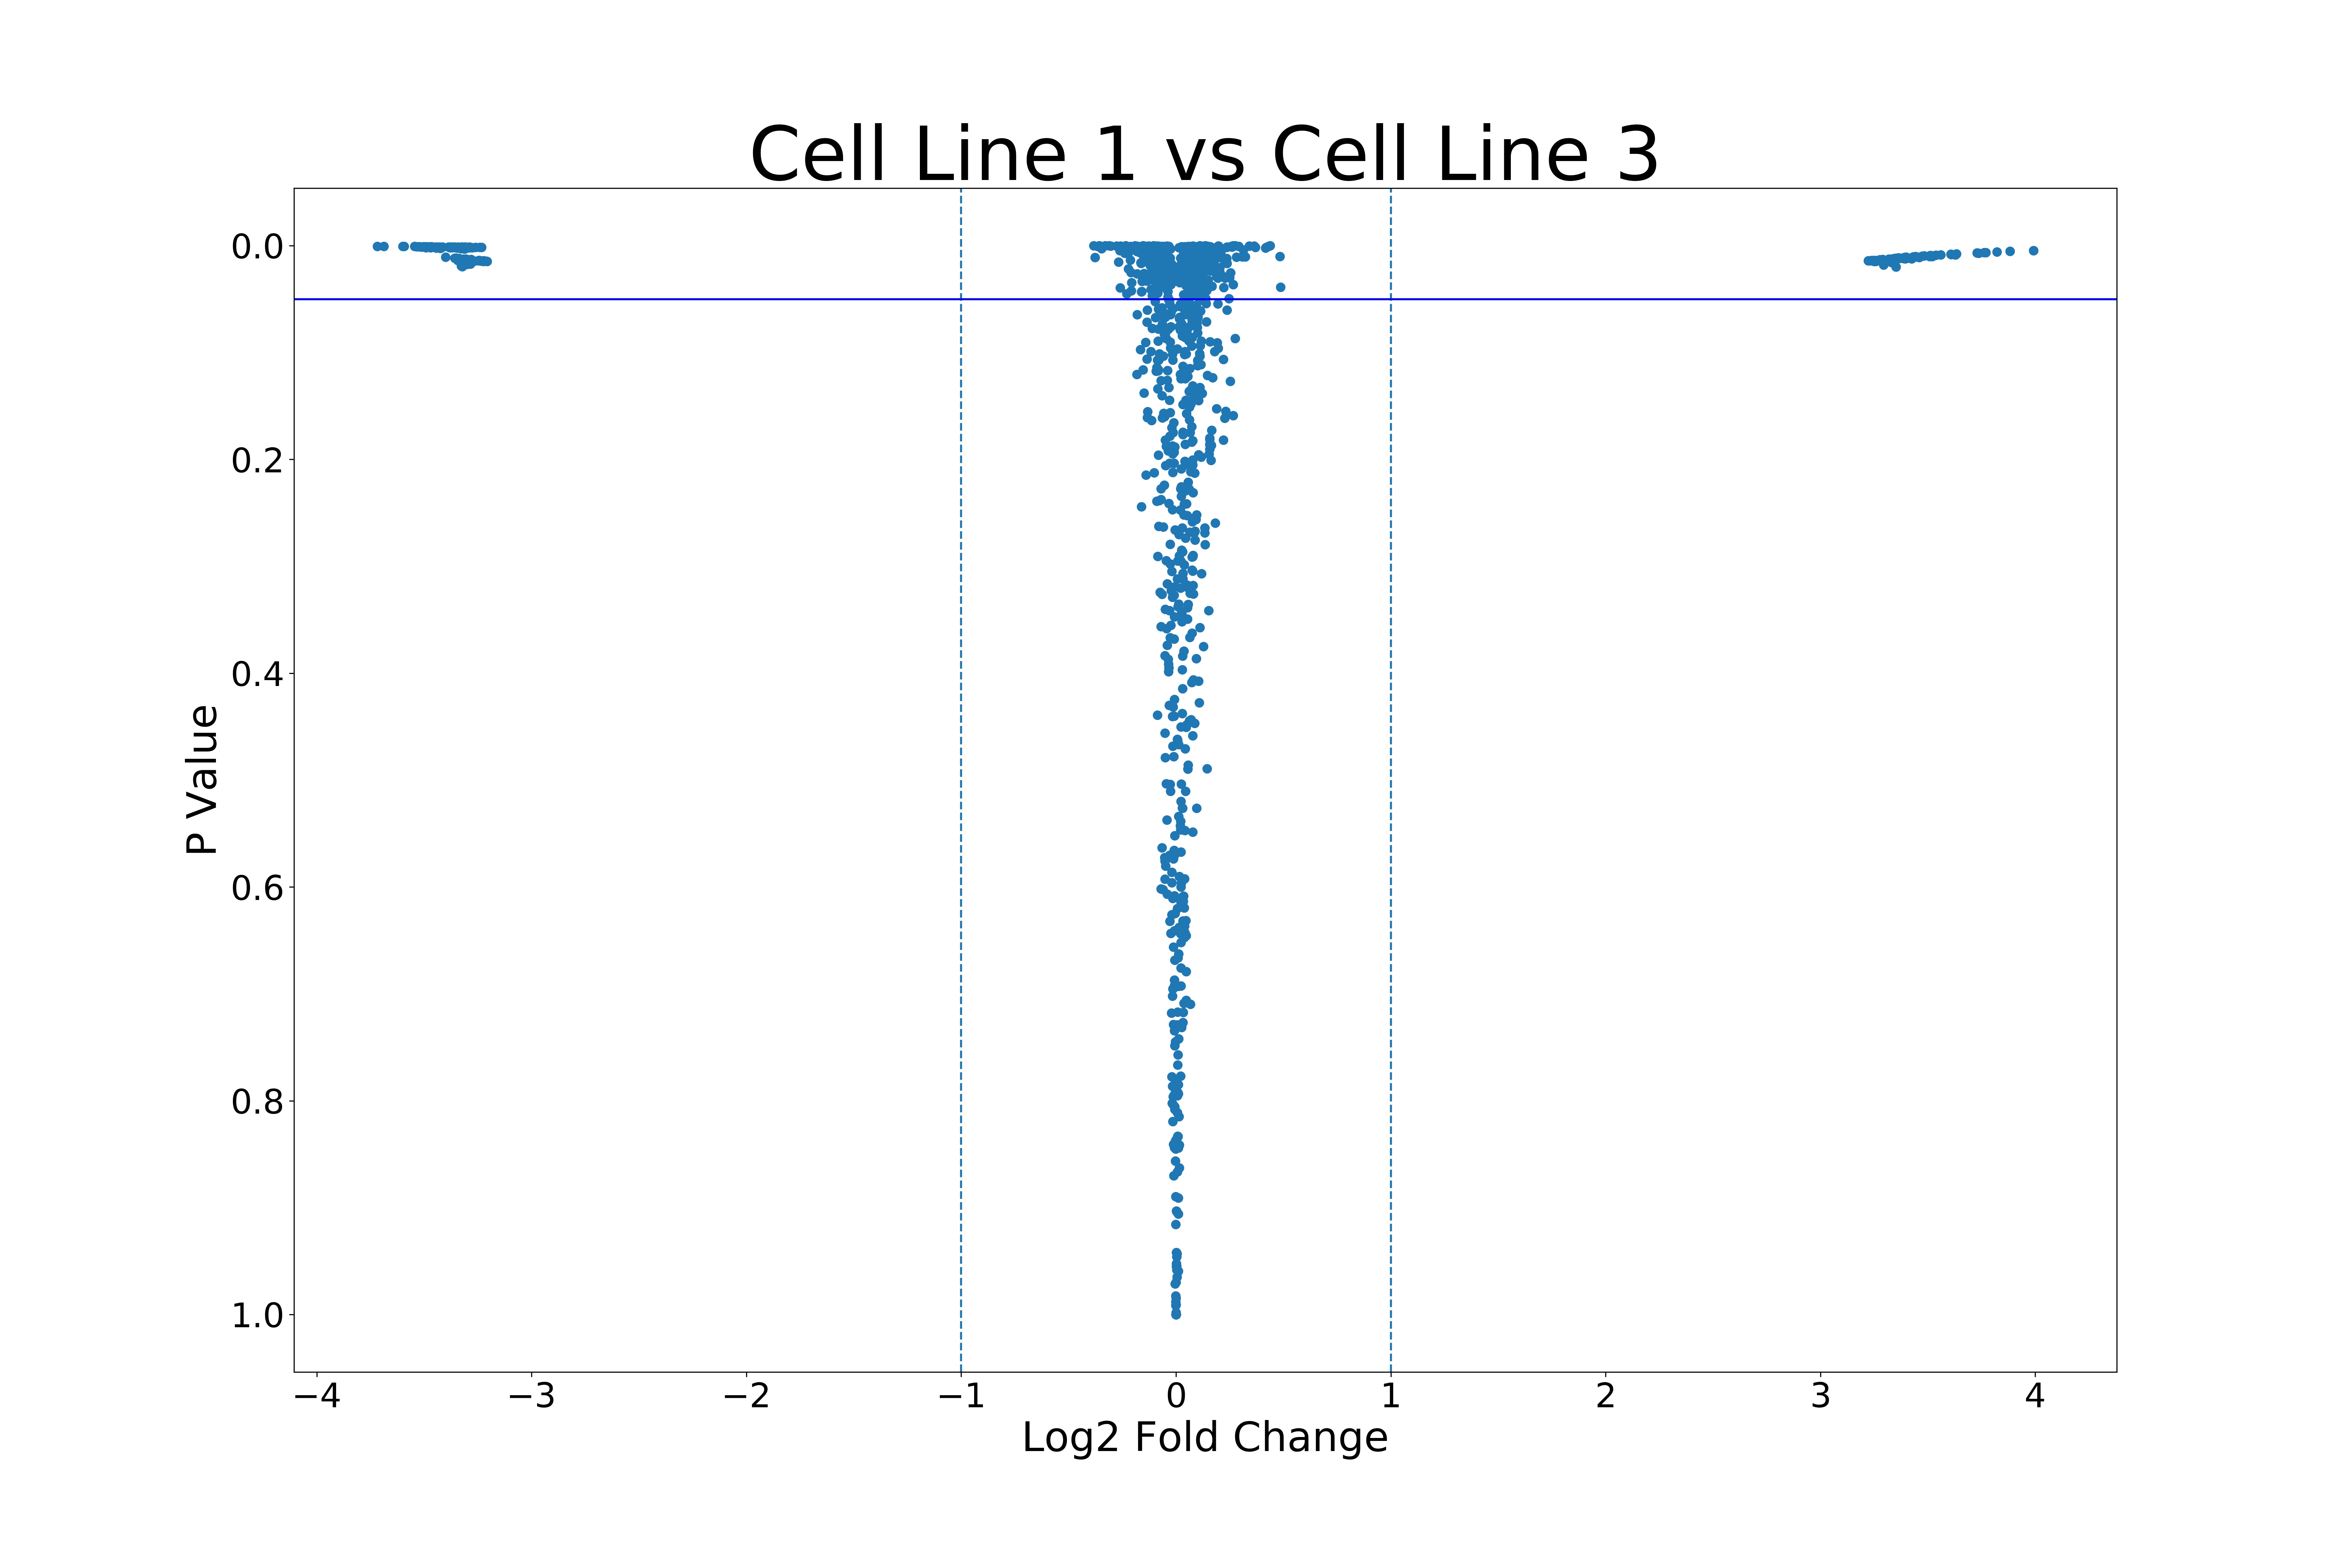 Cell Line 1 vs Cell Line 3
0.0
0.2
0.4
0.6
0.8
1.0
P Value
−4 −3 −2 −1 0 1 2 3 4
Log2 Fold Change